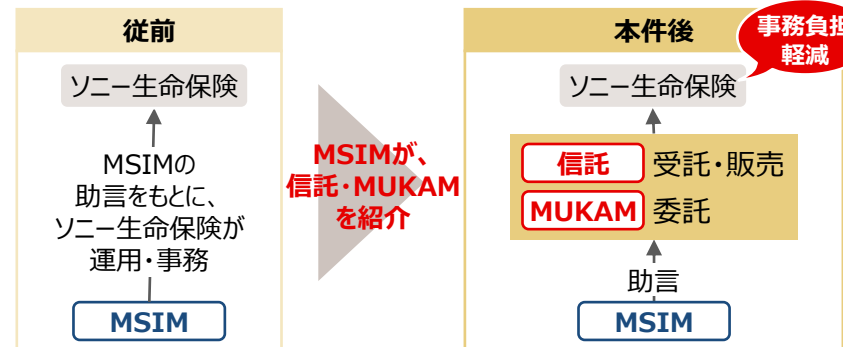 従前
ソニー生命保険
MSIMの
助言をもとに、
ソニー生命保険が
運用・事務
MSIM
MSIMが、
信託・MUKAM
を紹介
本件後
事務負担
軽減
ソニー生命保険
信託 受託・販売
MUKAM 委託
助言
MSIM